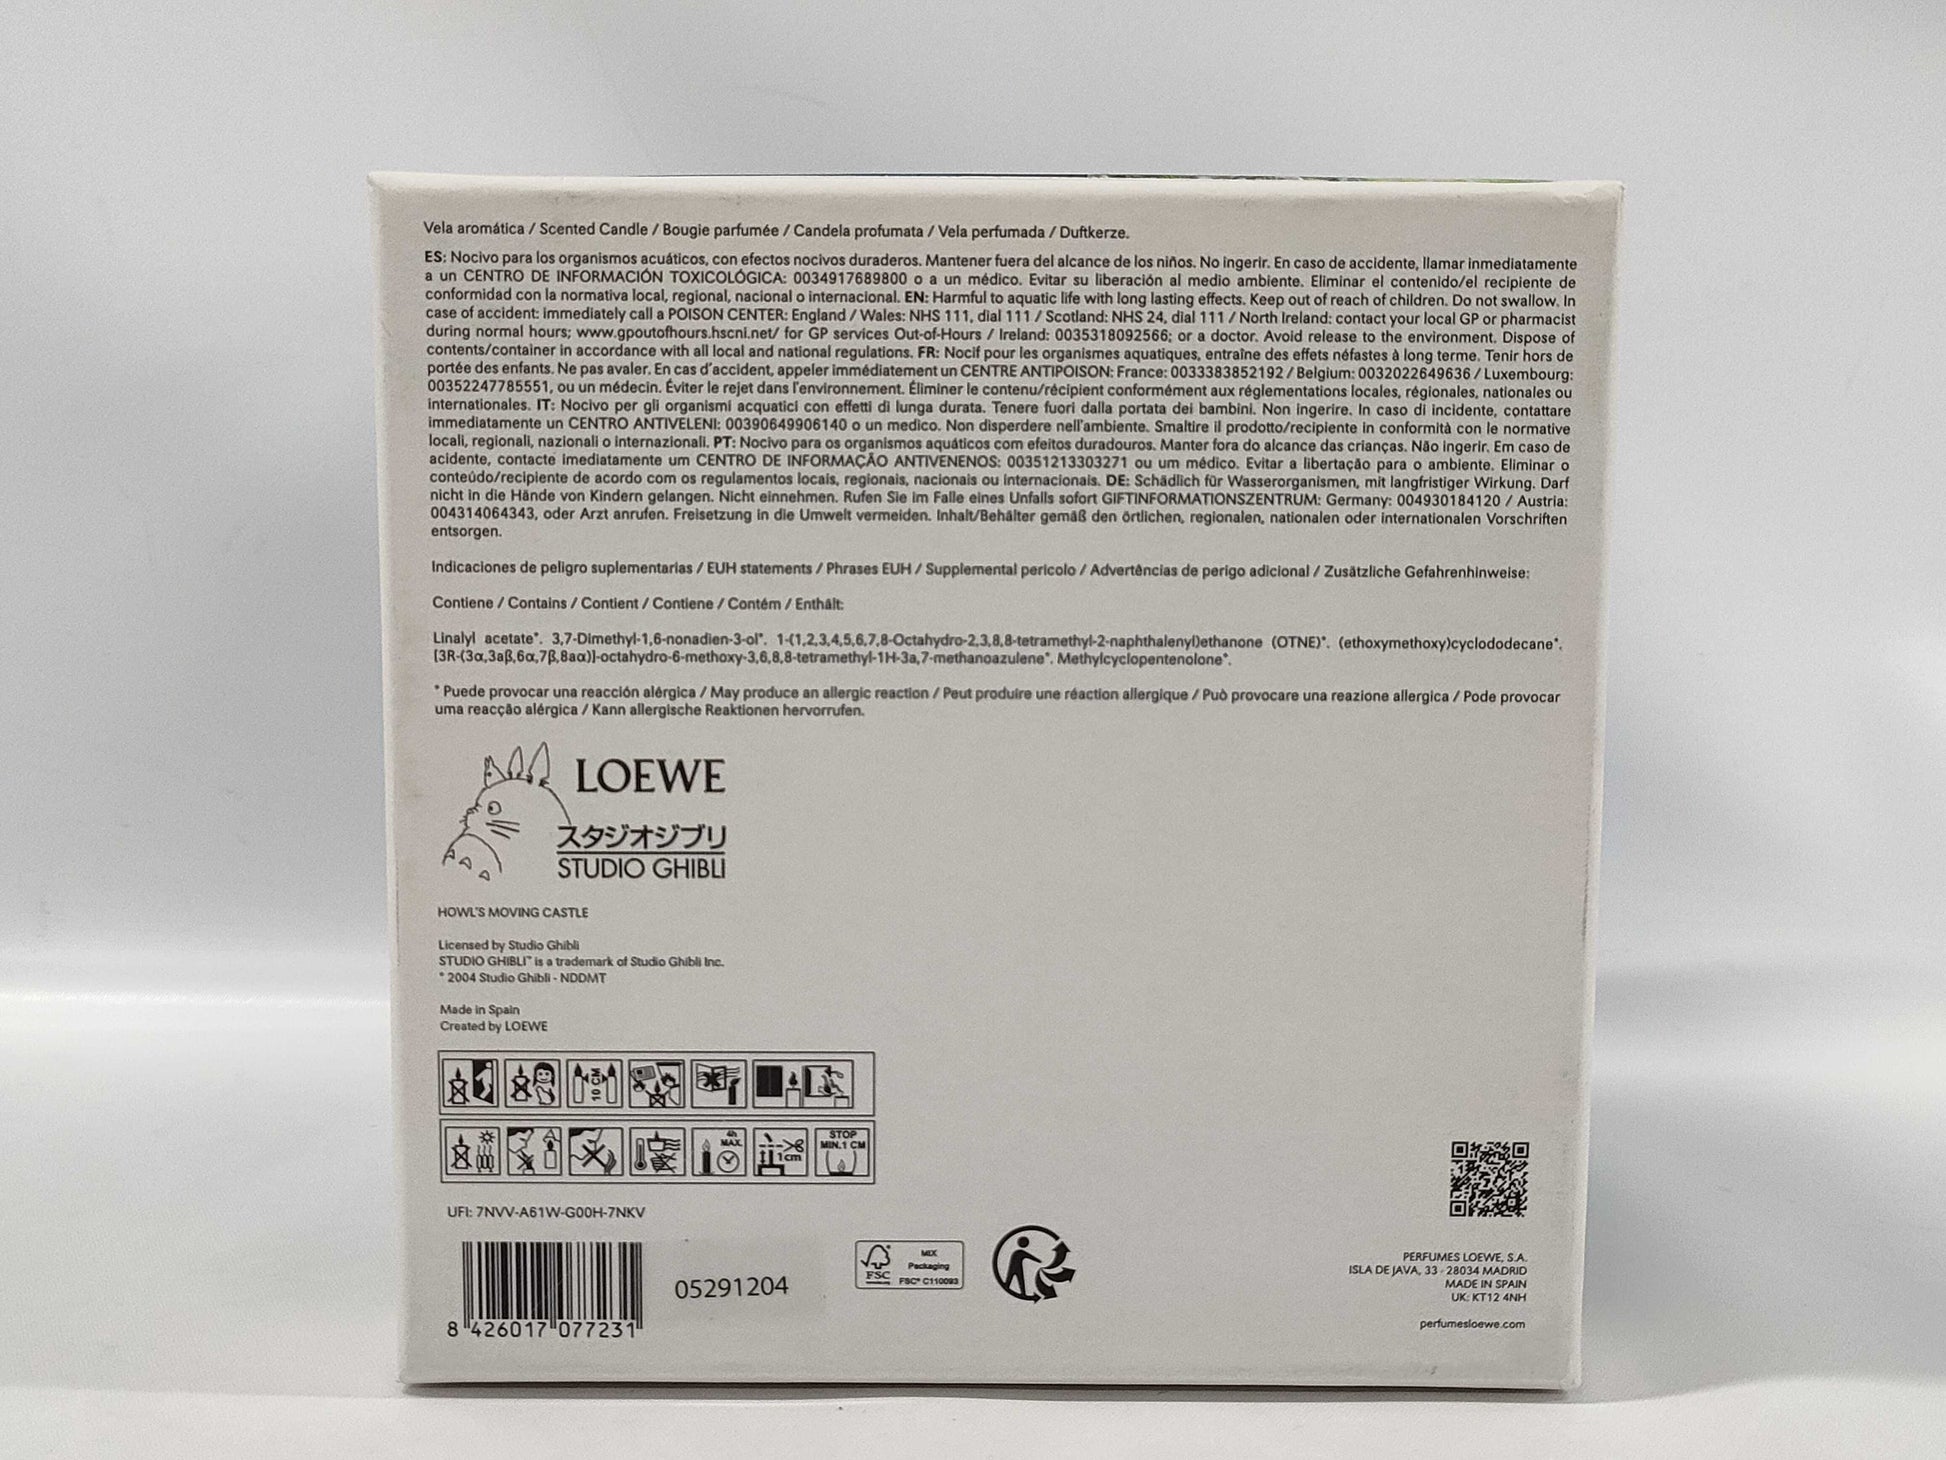 Vela aromática / Scented Candle / Bougie parfumée / Candela profumata / Vela perfumada / Duftkerze.
ES: Nocivo para los organismos acuáticos, con efectos nocivos duraderos. Mantener fuera del alcance de los niños. No ingerir. En caso de accidente, llamar inmediatamente
a un CENTRO DE INFORMACIÓN TOXICOLÓGICA: 0034917689800 o a un médico. Evitar su liberación al medio ambiente. Eliminar el contenido/el recipiente de
conformidad con la normativa local, regional, nacional o internacional. EN: Harmful to aquatic life with long lasting effects. Keep out of reach of children. Do not swallow. In
case of accident: immediately call a POISON CENTER: England / Wales: NHS 111, dial 111 / Scotland: NHS 24, dial 111 / North Ireland: contact your local GP or pharmacist
during normal hours; www.gpoutofhours.hscni.net/ for GP services Out-of-Hours / Ireland: 0035318092566; or a doctor. Avoid release to the environment. Dispose of
contents/container in accordance with all local and national regulations. FR: Nocif pour les organismes aquatiques, entraîne des effets néfastes à long terme. Tenir hors de
portée des enfants. Ne pas avaler. En cas d'accident, appeler immédiatement un CENTRE ANTIPOISON: France: 0033383852192 / Belgium: 0032022649636 / Luxembourg:
00352247785551, ou un médecin. Éviter le rejet dans l'environnement. Éliminer le contenu/récipient conformément aux réglementations locales, régionales, nationales ou
internationales. IT: Nocivo per gli organismi acquatici con effetti di lunga durata. Tenere fuori dalla portata dei bambini. Non ingerire. In caso di incidente, contattare
immediatamente un CENTRO ANTIVELENI: 00390649906140 o un medico. Non disperdere nell'ambiente. Smaltire il prodotto/recipiente in conformità con le normative
locali, regionali, nazionali o internazionali. PT: Nocivo para os organismos aquáticos com efeitos duradouros. Manter fora do alcance das crianças. Não ingerir. Em caso de
acidente, contacte imediatamente um CENTRO DE INFORMAÇÃO ANTIVENENOS: 00351213303271 ou um médico. Evitar a libertação para o ambiente. Eliminar o
conteúdo/recipiente de acordo com os regulamentos locais, regionais, nacionais ou internacionais. DE: Schädlich für Wasserorganismen, mit langfristiger Wirkung. Darf
nicht in die Hände von Kindern gelangen. Nicht einnehmen. Rufen Sie im Falle eines Unfalls sofort GIFTINFORMATIONSZENTRUM: Germany: 004930184120 / Austria:
004314064343, oder Arzt anrufen. Freisetzung in die Umwelt vermeiden. Inhalt/Behälter gemäß den örtlichen, regionalen, nationalen oder internationalen Vorschriften
entsorgen.
Indicaciones de peligro suplementarias / EUH statements / Phrases EUH / Supplemental pericolo / Advertências de perigo adicional / Zusätzliche Gefahrenhinweise:
Contiene / Contains / Contient / Contiene / Contém / Enthält:
Linalyl acetate*. 3,7-Dimethyl-1,6-nonadien-3-ol*. 1-(1,2,3,4,5,6,7,8-Octahydro-2,3,8,8-tetramethyl-2-naphthalenyl)ethanone (OTNE)*. (ethoxymethoxy)cyclododecane*.
[3R-(3α,3aβ,6α,7β,8aα)]-octahydro-6-methoxy-3,6,8,8-tetramethyl-1H-3a,7-methanoazulene*. Methylcyclopentenolone*.
* Puede provocar una reacción alérgica / May produce an allergic reaction / Peut produire une réaction allergique / Può provocare una reazione allergica / Pode provocar
uma reacção alérgica / Kann allergische Reaktionen hervorrufen.
LOEWE
スタジオジブリ
STUDIO GHIBLI
HOWL'S MOVING CASTLE
Licensed by Studio Ghibli
STUDIO GHIBLI™ is a trademark of Studio Ghibli Inc.
© 2004 Studio Ghibli - NDDMT
Made in Spain
Created by LOEWE
10 CM
4h MAX.
1cm
STOP
MIN.1 CM
UFI: 7NVV-A61W-G00H-7NKV
8 426017 077231
05291204
FSC
MIX
Packaging
FSC® C110093
PERFUMES LOEWE, S.A.
ISLA DE JAVA, 33 - 28034 MADRID
MADE IN SPAIN
UK: KT12 4NH
perfumesloewe.com